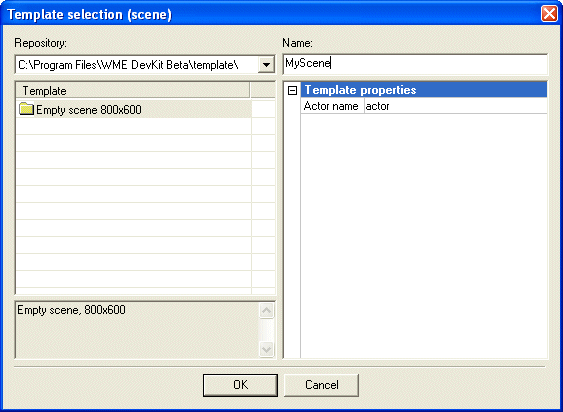 Template selection (scene)
Repository:
Name:
C:\Program Files\WME DevKit Beta\template\
MyScene
Template
Template properties
Empty scene 800x600
Actor name actor
Empty scene, 800x600
OK
Cancel